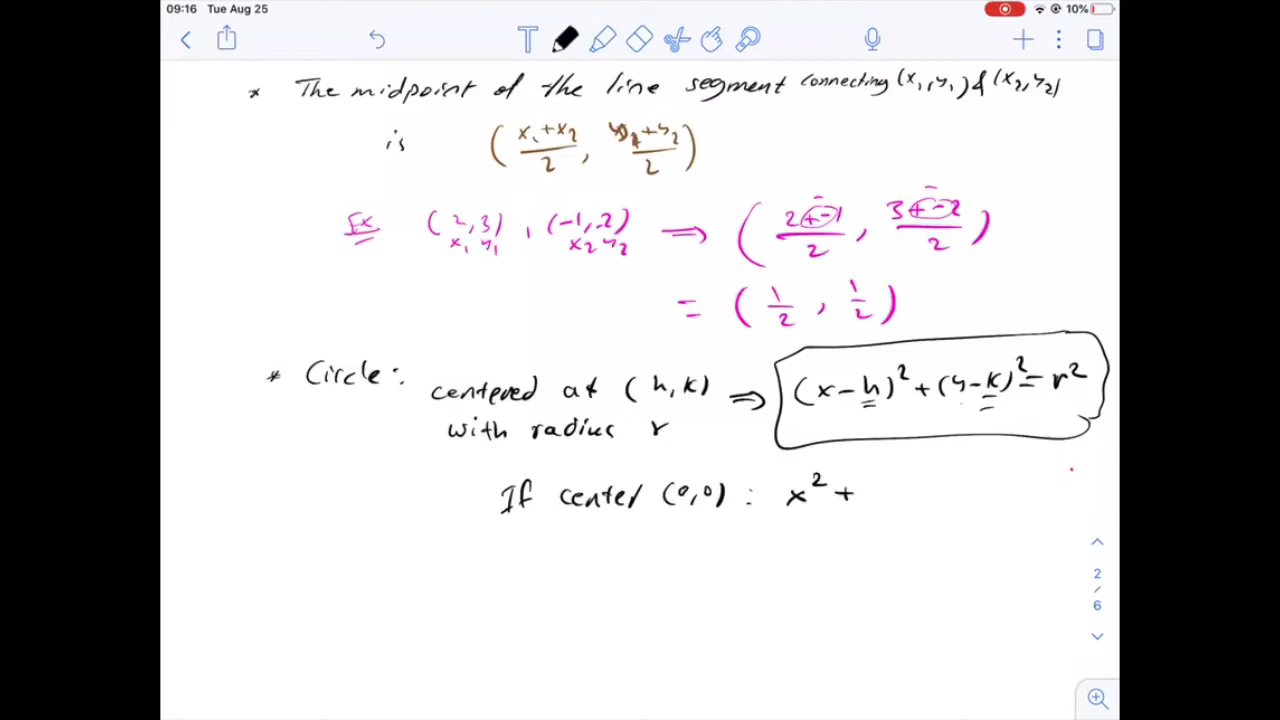 09:16 Tue Aug 25 10%
* The midpoint of the line segment connecting (x₁,y₁) & (x₂,y₂)
is ( x₁+x₂/2 , y₁+y₂/2 )
Ex (2,3) , (-1,-2) ⇒ ( 2+-1/2 , 3+-2/2 )
x₁ y₁ x₂ y₂
= ( 1/2 , 1/2 )
* Circle: centered at (h,k) ⇒ (x-h)² + (y-k)² = r²
with radius r
If center (0,0) : x² +
2
/
6